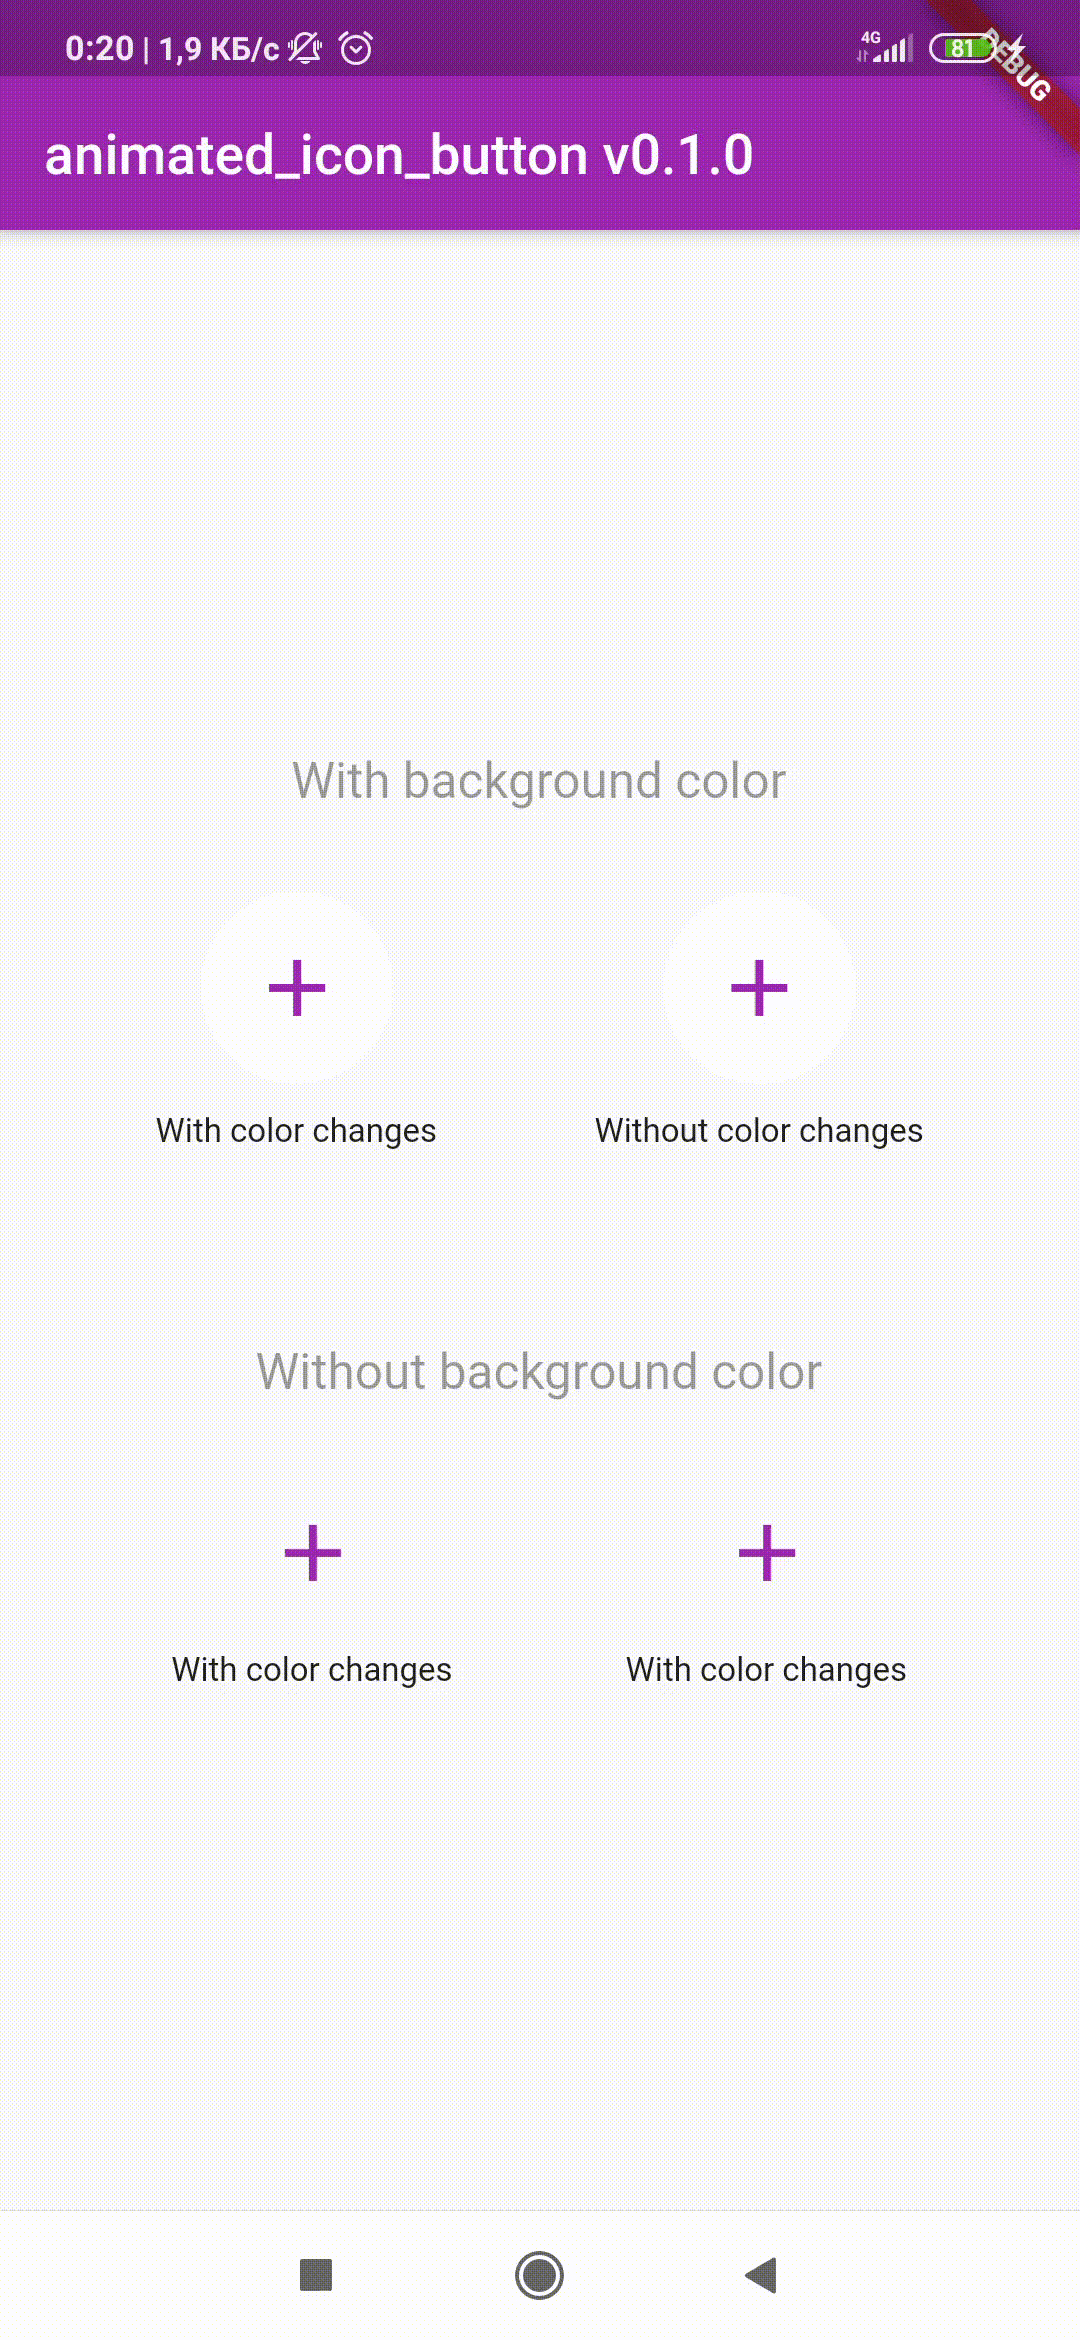 0:20 | 1,9 КБ/с
4G
81
DEBUG
animated_icon_button v0.1.0
With background color
With color changes
Without color changes
Without background color
With color changes
With color changes